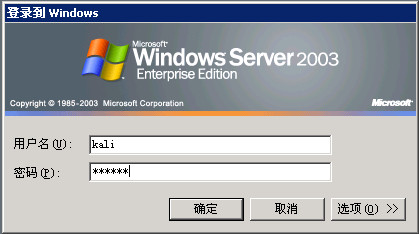 登录到 Windows
Microsoft
Windows Server 2003
Enterprise Edition
Copyright © 1985-2003 Microsoft Corporation
Microsoft
用户名(U):
kali
密码(P):
******
确定
取消
选项(O) >>